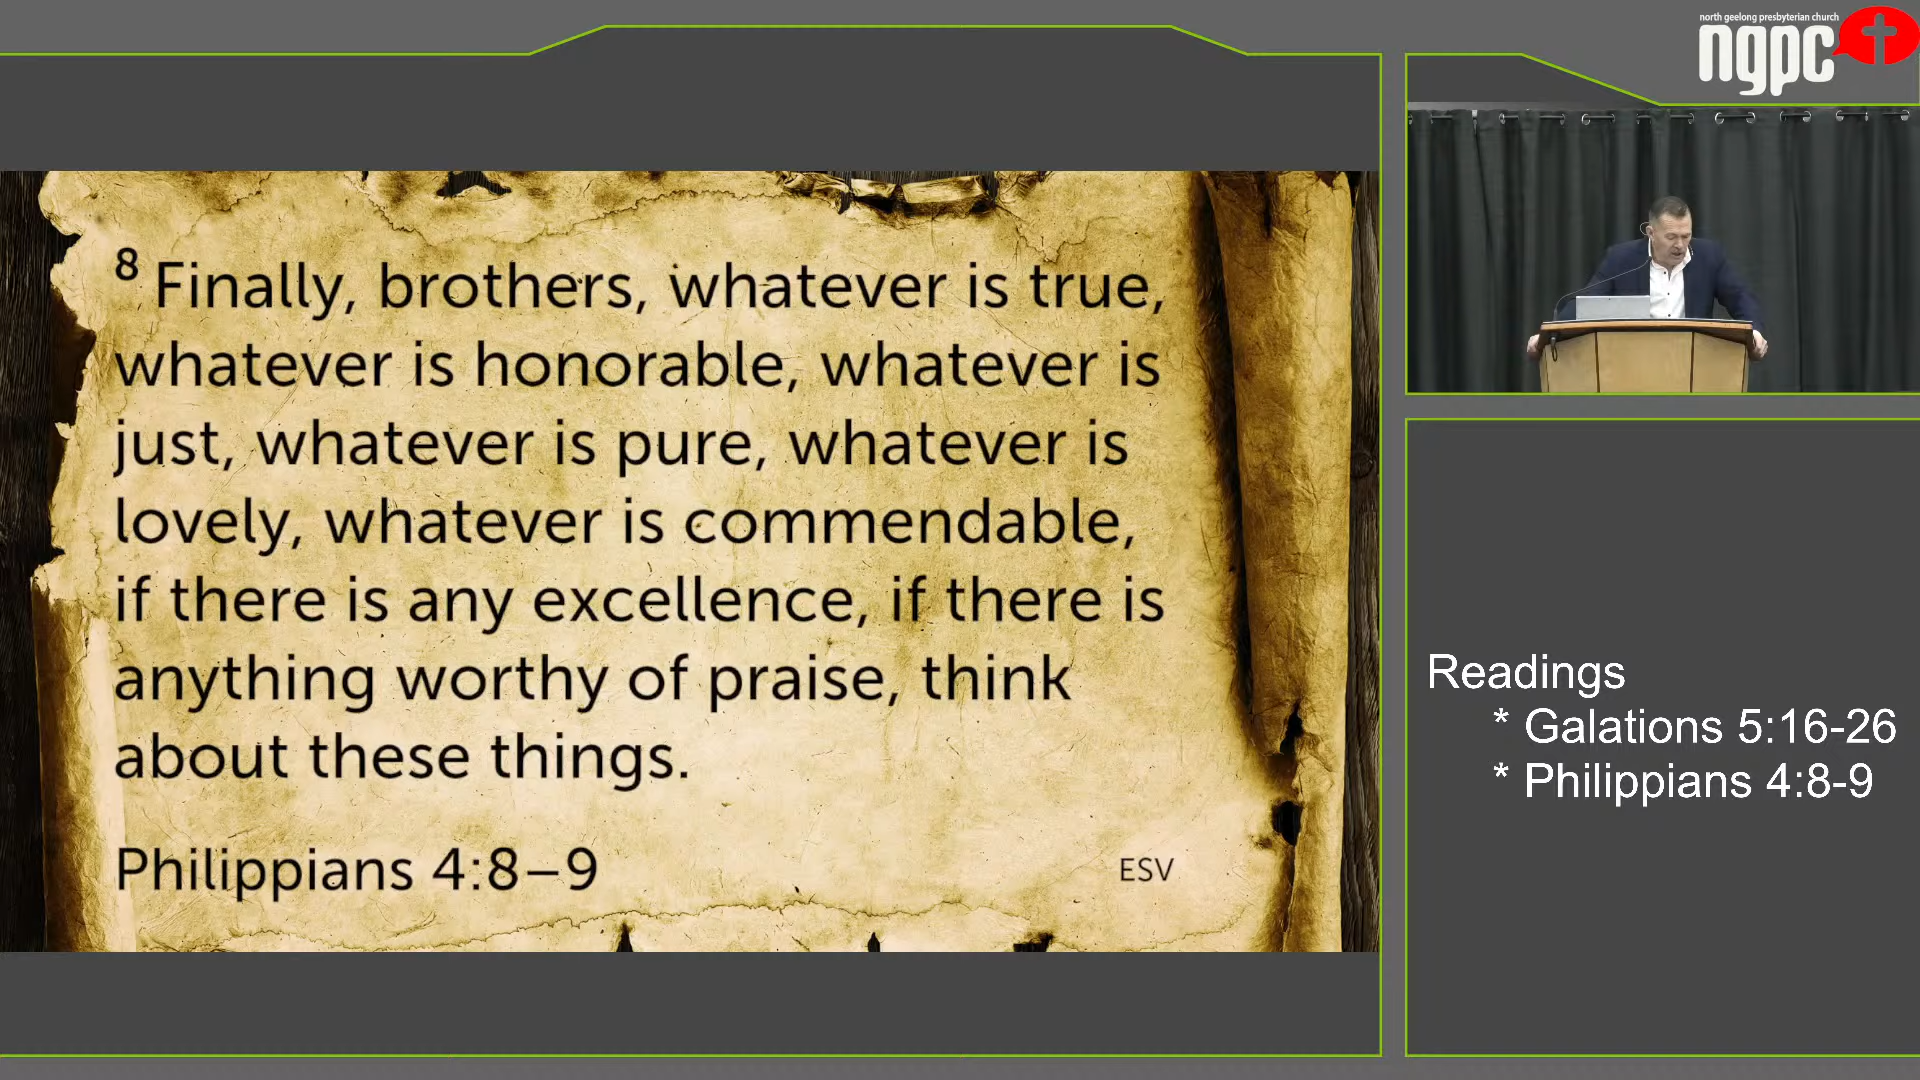 north geelong presbyterian church
ngpc
8 Finally, brothers, whatever is true,
whatever is honorable, whatever is
just, whatever is pure, whatever is
lovely, whatever is commendable,
if there is any excellence, if there is
anything worthy of praise, think
about these things.
Philippians 4:8–9 ESV
Readings
* Galations 5:16-26
* Philippians 4:8-9